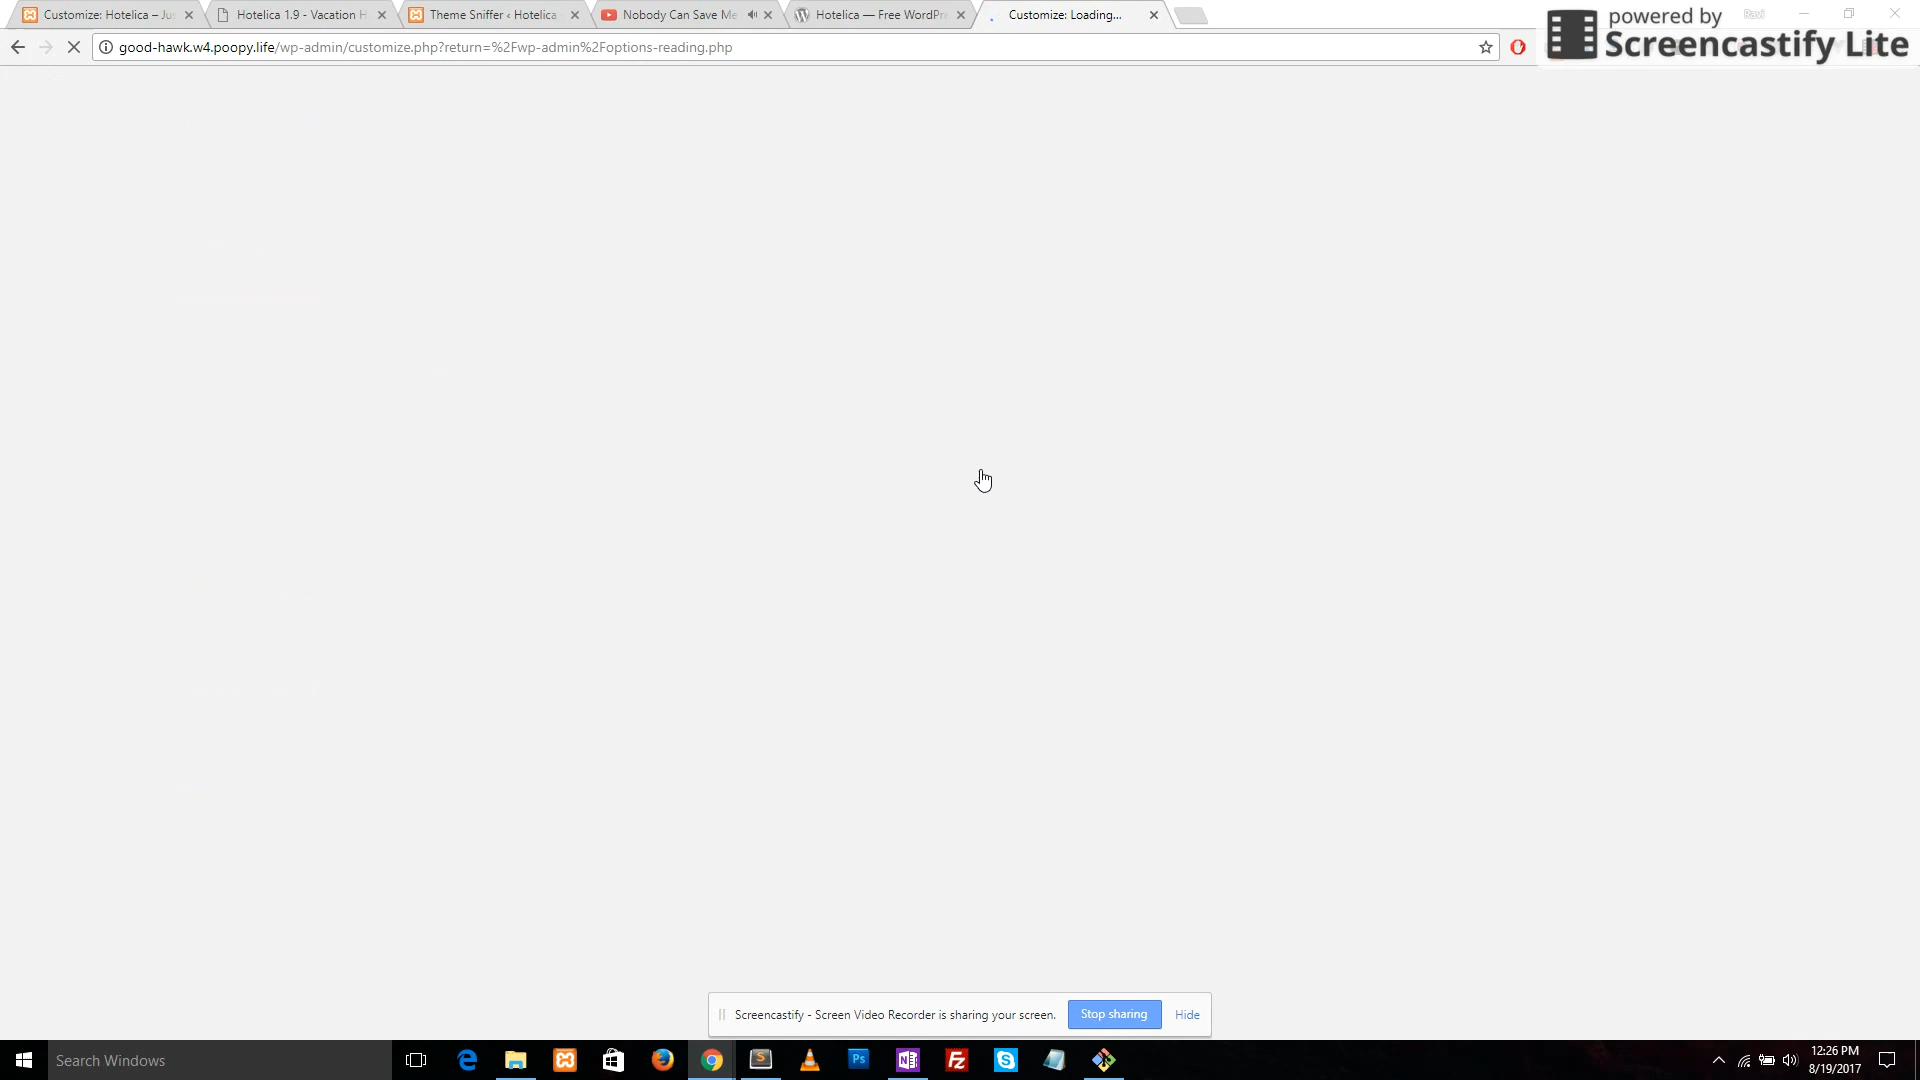 Customize: Hotelica – Ju
Hotelica 1.9 - Vacation H
Theme Sniffer ‹ Hotelica
Nobody Can Save Me
Hotelica — Free WordPr
Customize: Loading...
Ravi
powered by
Screencastify Lite
good-hawk.w4.poopy.life/wp-admin/customize.php?return=%2Fwp-admin%2Foptions-reading.php
Screencastify - Screen Video Recorder is sharing your screen.
Stop sharing
Hide
Search Windows
Ps
12:26 PM
8/19/2017